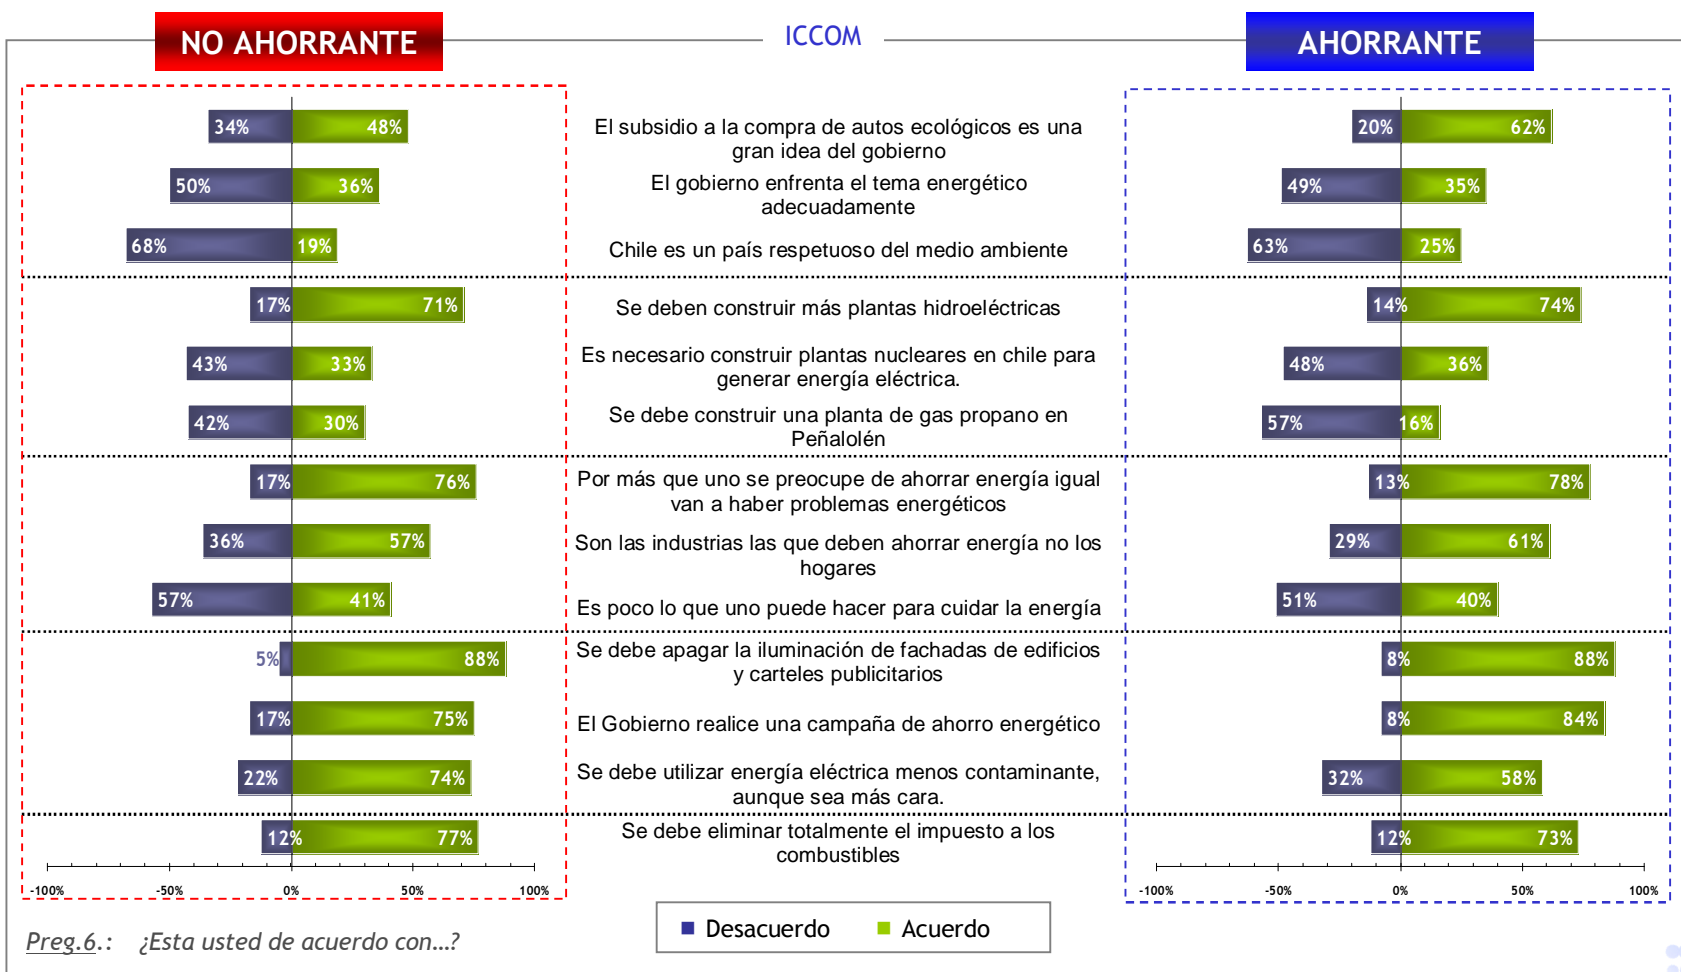 NO AHORRANTE
ICCOM
AHORRANTE
34% 48%
El subsidio a la compra de autos ecológicos es una
gran idea del gobierno
20% 62%
50% 36%
El gobierno enfrenta el tema energético
adecuadamente
49% 35%
68% 19%
Chile es un país respetuoso del medio ambiente
63% 25%
17% 71%
Se deben construir más plantas hidroeléctricas
14% 74%
43% 33%
Es necesario construir plantas nucleares en chile para
generar energía eléctrica.
48% 36%
42% 30%
Se debe construir una planta de gas propano en
Peñalolén
57% 16%
17% 76%
Por más que uno se preocupe de ahorrar energía igual
van a haber problemas energéticos
13% 78%
36% 57%
Son las industrias las que deben ahorrar energía no los
hogares
29% 61%
57% 41%
Es poco lo que uno puede hacer para cuidar la energía
51% 40%
5% 88%
Se debe apagar la iluminación de fachadas de edificios
y carteles publicitarios
8% 88%
17% 75%
El Gobierno realice una campaña de ahorro energético
8% 84%
22% 74%
Se debe utilizar energía eléctrica menos contaminante,
aunque sea más cara.
32% 58%
12% 77%
Se debe eliminar totalmente el impuesto a los
combustibles
12% 73%
-100% -50% 0% 50% 100%
-100% -50% 0% 50% 100%
Desacuerdo Acuerdo
Preg.6.: ¿Esta usted de acuerdo con…?